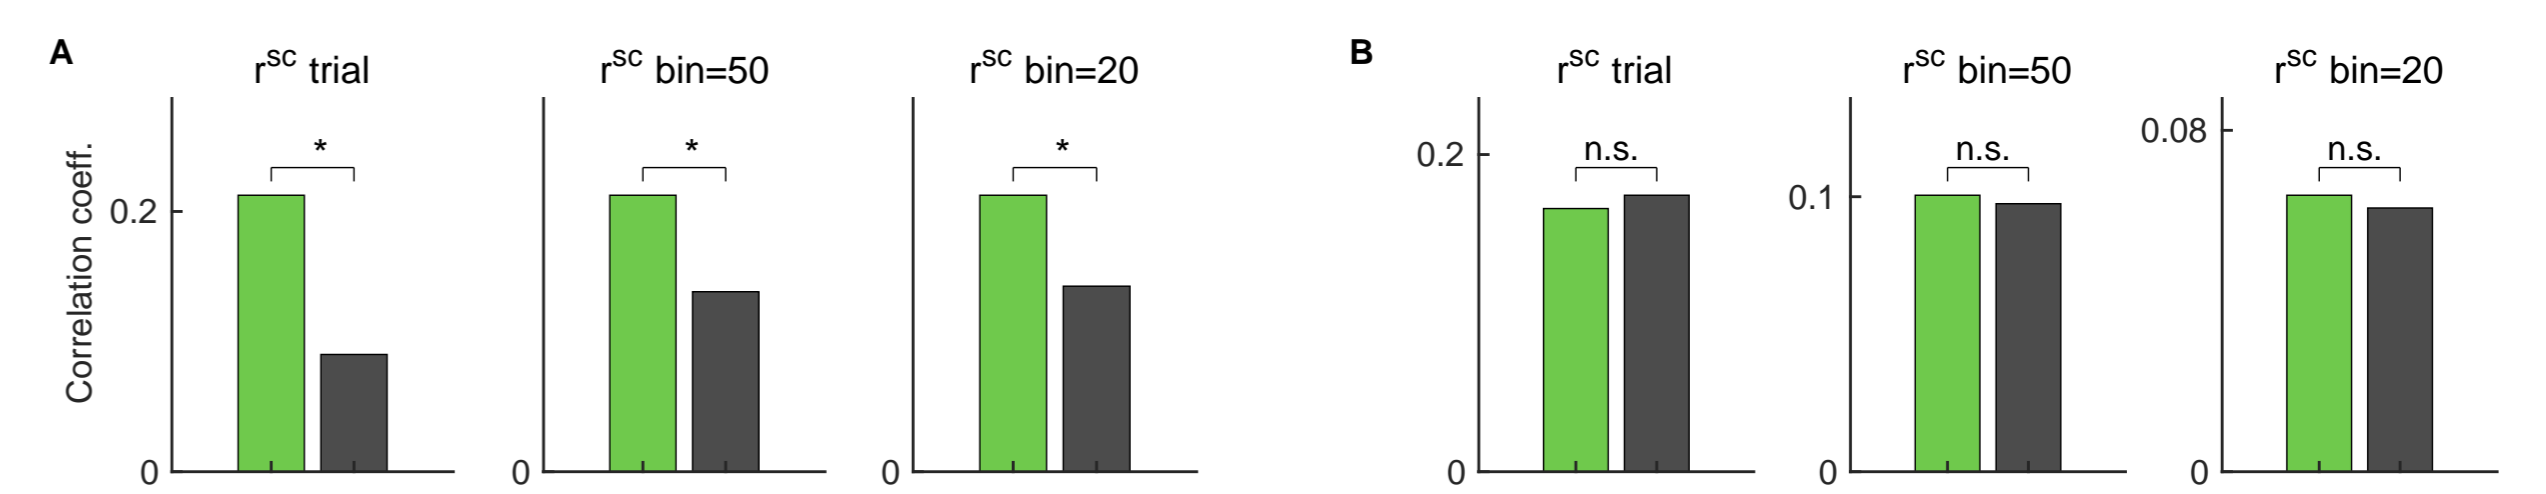 A
B
r^sc trial
r^sc bin=50
r^sc bin=20
r^sc trial
r^sc bin=50
r^sc bin=20
Correlation coeff.
0.2
0
*
0
*
0
*
0.2
0
n.s.
0.1
0
n.s.
0.08
0
n.s.